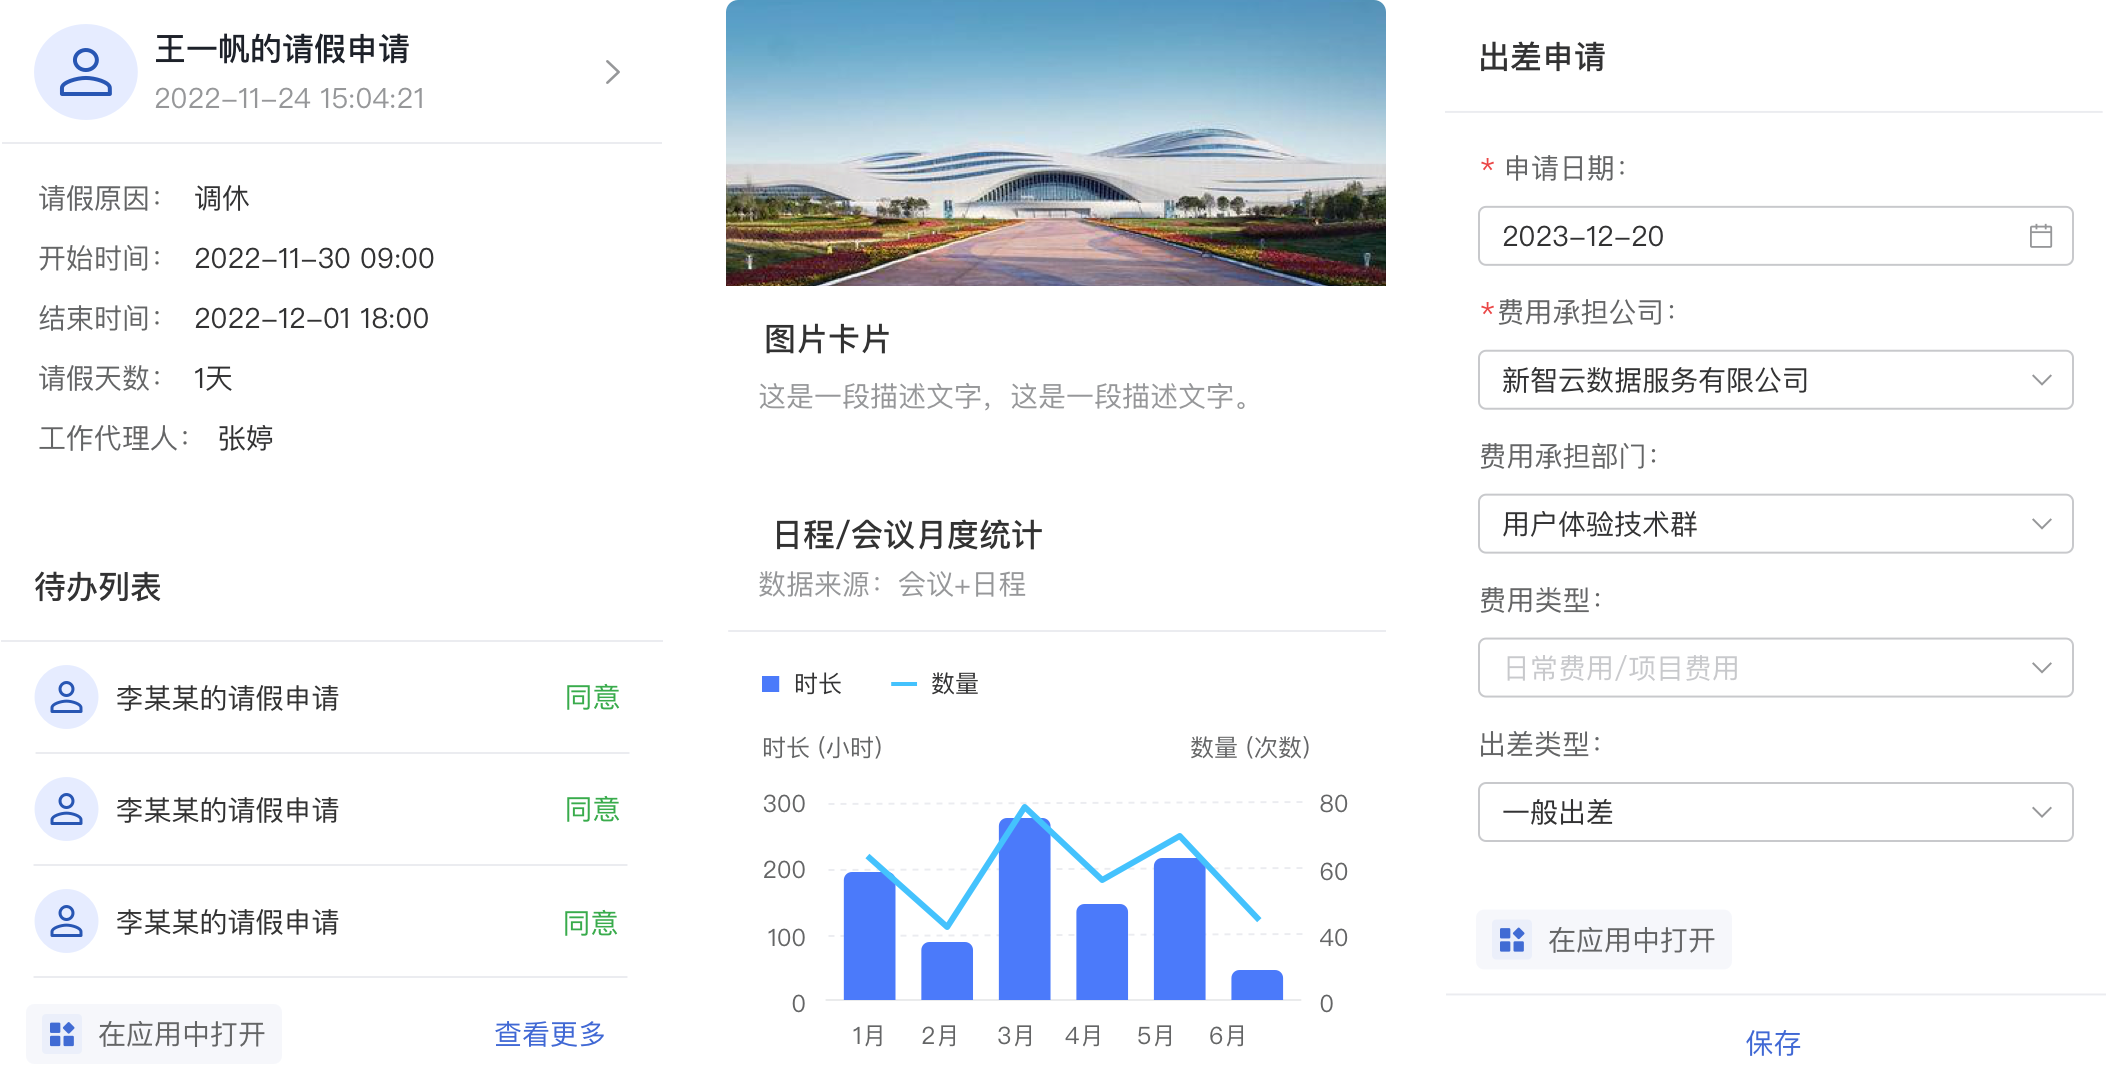 王一帆的请假申请
2022-11-24 15:04:21
请假原因： 调休
开始时间： 2022-11-30 09:00
结束时间： 2022-12-01 18:00
请假天数： 1天
工作代理人： 张婷
待办列表
李某某的请假申请 同意
李某某的请假申请 同意
李某某的请假申请 同意
在应用中打开 查看更多
图片卡片
这是一段描述文字，这是一段描述文字。
日程/会议月度统计
数据来源：会议+日程
时长 数量
时长 (小时) 数量 (次数)
300 80
200 60
100 40
0 0
1月 2月 3月 4月 5月 6月
出差申请
* 申请日期：
2023-12-20
*费用承担公司：
新智云数据服务有限公司
费用承担部门：
用户体验技术群
费用类型：
日常费用/项目费用
出差类型：
一般出差
在应用中打开
保存